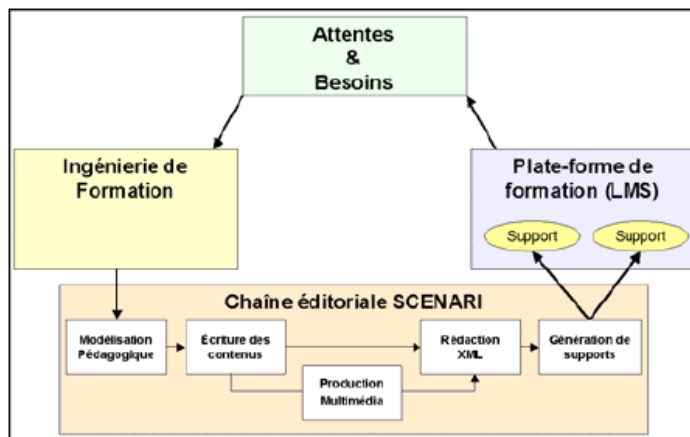 Attentes
&
Besoins
Ingénierie de
Formation
Plate-forme de
formation (LMS)
Support
Support
Chaîne éditoriale SCENARI
Modélisation
Pédagogique
Écriture des
contenus
Production
Multimédia
Rédaction
XML
Génération de
supports